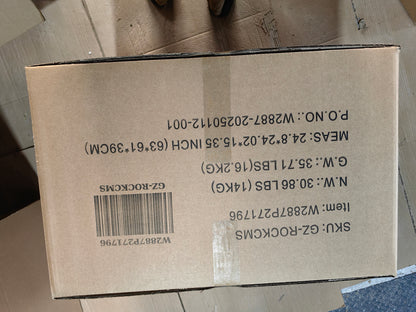 SKU: GZ-ROCKCMS
Item: W2887P271796
N.W.: 30.86 LBS (14KG)
G.W.: 35.71 LBS(16.2KG)
MEAS: 24.8*24.02*15.35 INCH (63*61*39CM)
P.O.NO.: W2887-20250112-001
W2887P271796
GZ-ROCKCMS